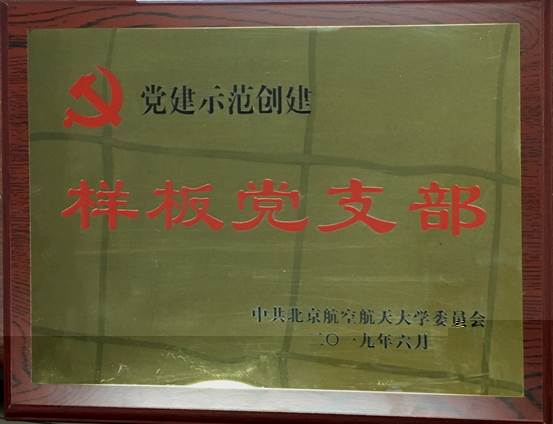 党建示范创建
样板党支部
中共北京航空航天大学委员会
二〇一九年六月